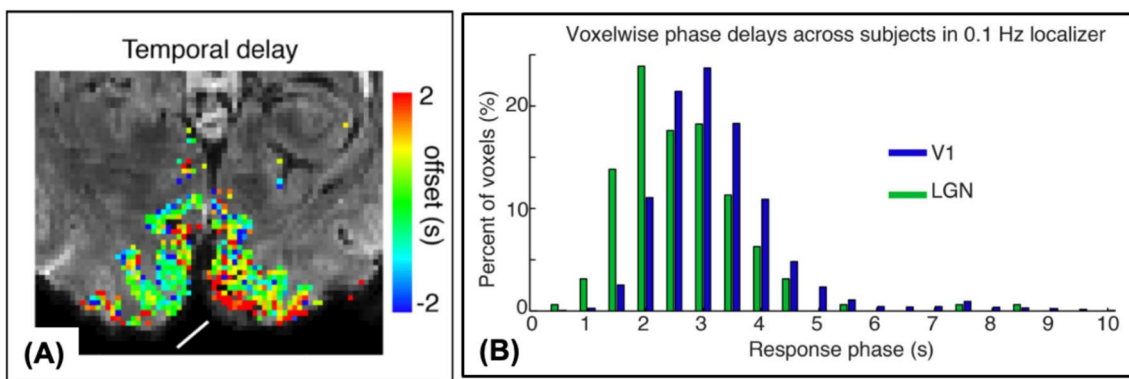 Temporal delay
2
offset (s)
-2
(A)
Voxelwise phase delays across subjects in 0.1 Hz localizer
Percent of voxels (%)
20
10
0
V1
LGN
0 1 2 3 4 5 6 7 8 9 10
Response phase (s)
(B)